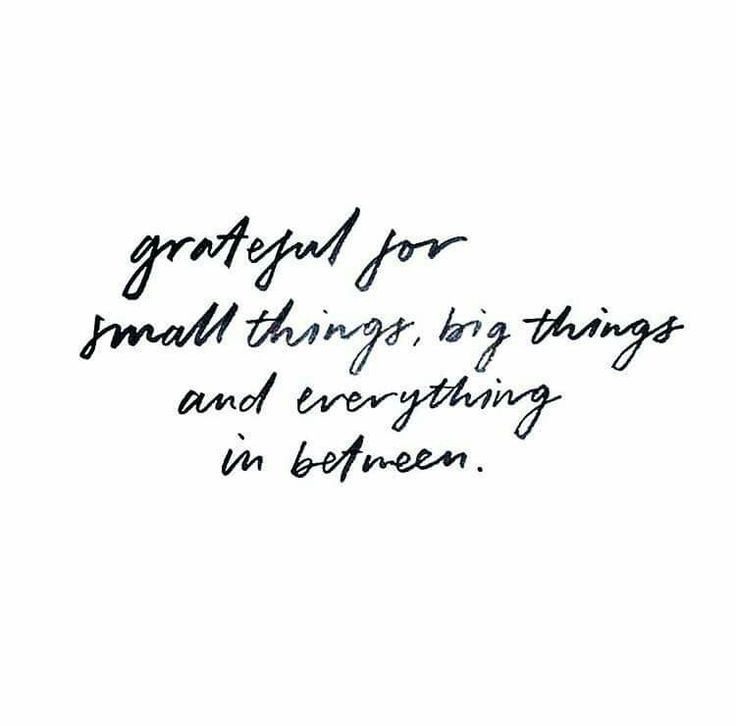 grateful for
small things, big things
and everything
in between.